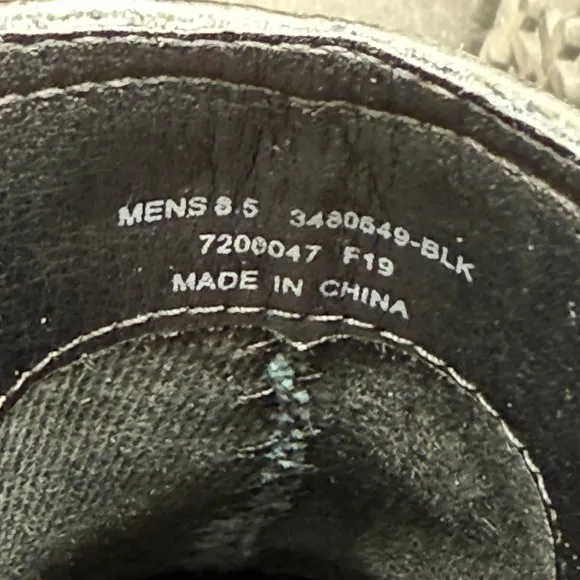 MENS 8.5 3480649-BLK
7200047 F19
MADE IN CHINA